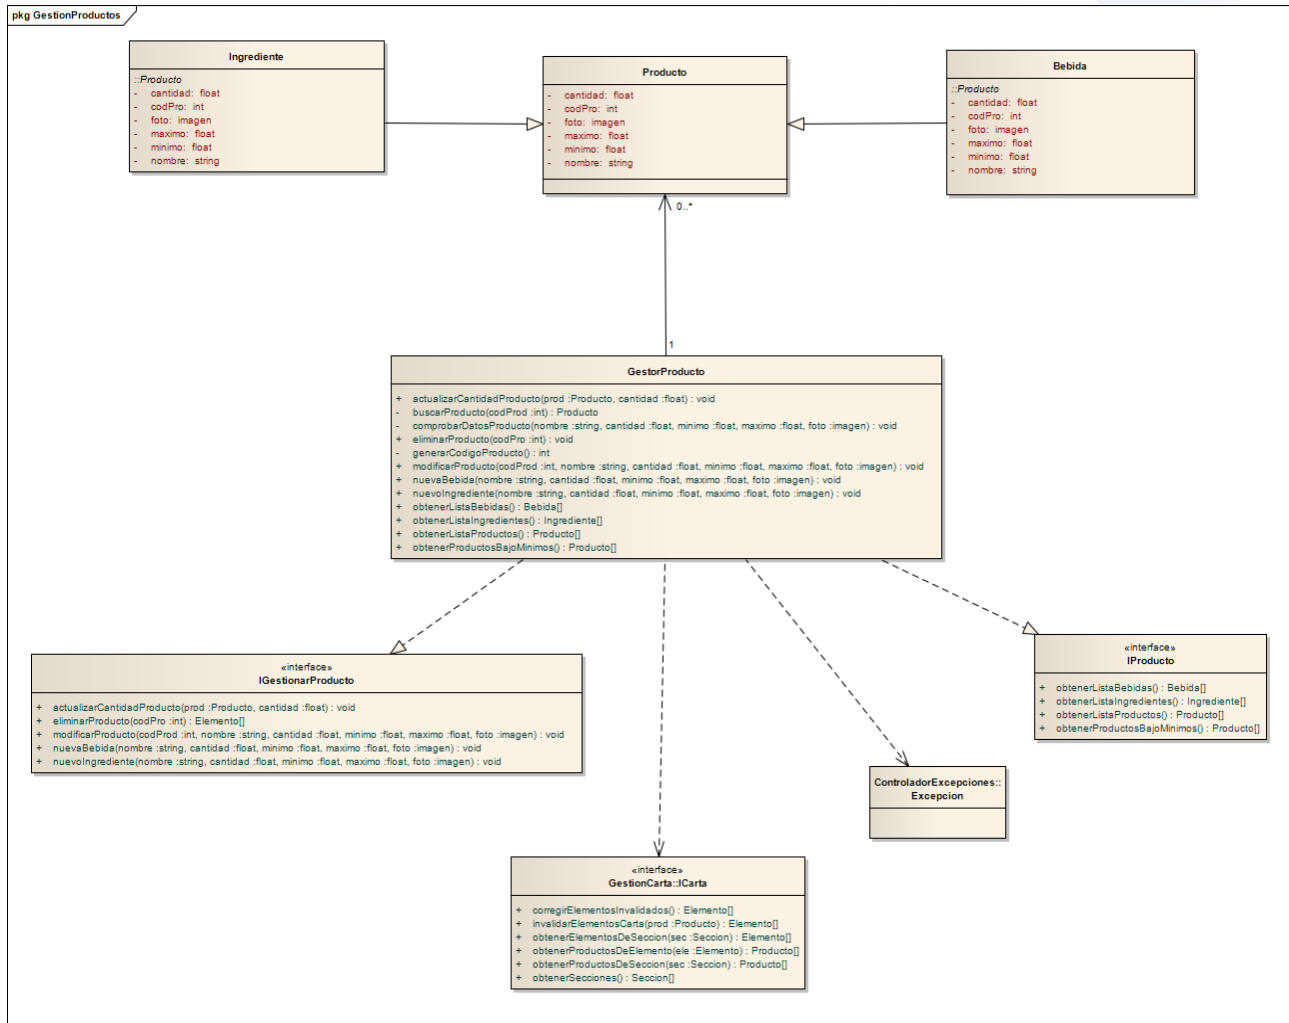 pkg GestionProductos
Ingrediente
::Producto
- cantidad: float
- codPro: int
- foto: imagen
- maximo: float
- minimo: float
- nombre: string
Producto
- cantidad: float
- codPro: int
- foto: imagen
- maximo: float
- minimo: float
- nombre: string
Bebida
::Producto
- cantidad: float
- codPro: int
- foto: imagen
- maximo: float
- minimo: float
- nombre: string
0..*
1
GestorProducto
+ actualizarCantidadProducto(prod :Producto, cantidad :float) : void
- buscarProducto(codProd :int) : Producto
- comprobarDatosProducto(nombre :string, cantidad :float, minimo :float, maximo :float, foto :imagen) : void
+ eliminarProducto(codPro :int) : void
- generarCodigoProducto() : int
+ modificarProducto(codProd :int, nombre :string, cantidad :float, minimo :float, maximo :float, foto :imagen) : void
+ nuevaBebida(nombre :string, cantidad :float, minimo :float, maximo :float, foto :imagen) : void
+ nuevoIngrediente(nombre :string, cantidad :float, minimo :float, maximo :float, foto :imagen) : void
+ obtenerListaBebidas() : Bebida[]
+ obtenerListaIngredientes() : Ingrediente[]
+ obtenerListaProductos() : Producto[]
+ obtenerProductosBajoMinimos() : Producto[]
«interface»
IGestionarProducto
+ actualizarCantidadProducto(prod :Producto, cantidad :float) : void
+ eliminarProducto(codPro :int) : Elemento[]
+ modificarProducto(codProd :int, nombre :string, cantidad :float, minimo :float, maximo :float, foto :imagen) : void
+ nuevaBebida(nombre :string, cantidad :float, minimo :float, maximo :float, foto :imagen) : void
+ nuevoIngrediente(nombre :string, cantidad :float, minimo :float, maximo :float, foto :imagen) : void
«interface»
IProducto
+ obtenerListaBebidas() : Bebida[]
+ obtenerListaIngredientes() : Ingrediente[]
+ obtenerListaProductos() : Producto[]
+ obtenerProductosBajoMinimos() : Producto[]
ControladorExcepciones::
Excepcion
«interface»
GestionCarta::ICarta
+ corregirElementosInvalidados() : Elemento[]
+ invalidarElementosCarta(prod :Producto) : Elemento[]
+ obtenerElementosDeSeccion(sec :Seccion) : Elemento[]
+ obtenerProductosDeElemento(ele :Elemento) : Producto[]
+ obtenerProductosDeSeccion(sec :Seccion) : Producto[]
+ obtenerSecciones() : Seccion[]